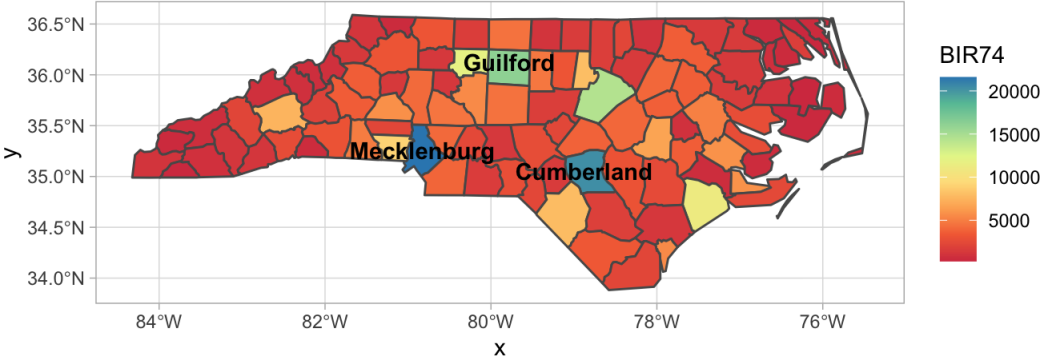 36.5°N
36.0°N
35.5°N
35.0°N
34.5°N
34.0°N
y
Guilford
Mecklenburg
Cumberland
84°W 82°W 80°W 78°W 76°W
x
BIR74
20000
15000
10000
5000